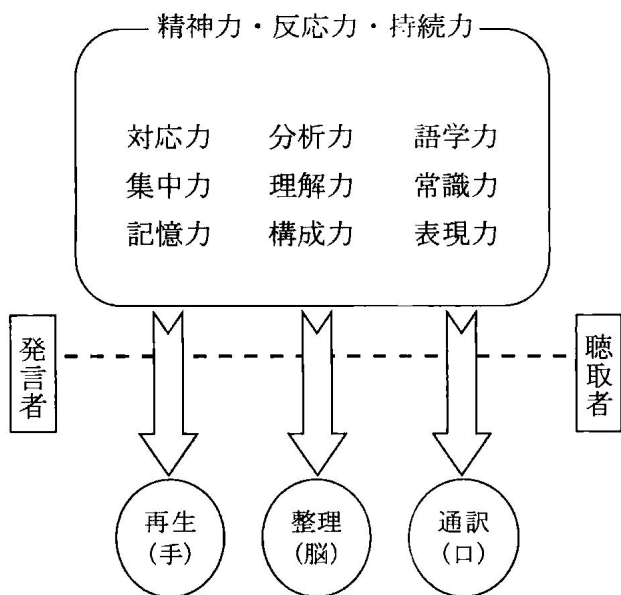 精神力・反応力・持続力
対応力 分析力 語学力
集中力 理解力 常識力
記憶力 構成力 表現力
発言者
聴取者
再生
(手)
整理
(脳)
通訳
(口)